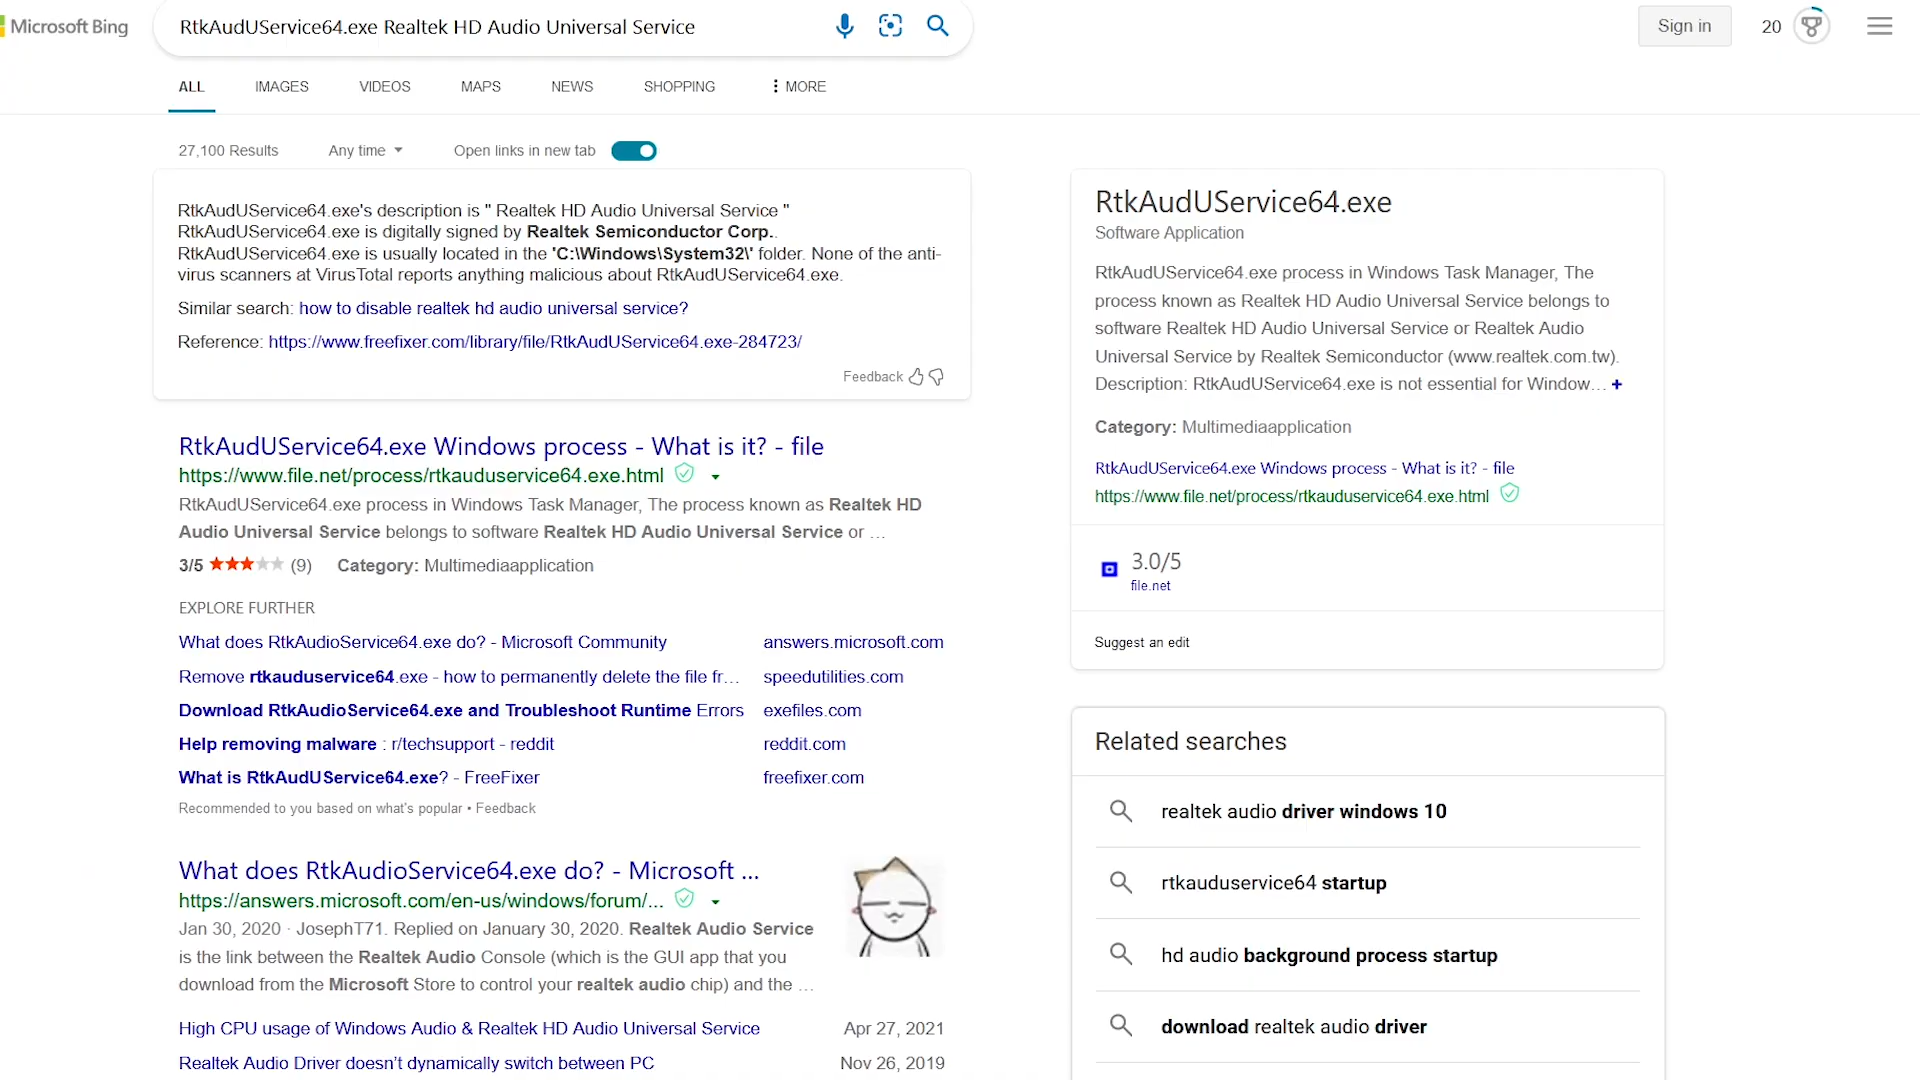 Microsoft Bing
RtkAudUService64.exe Realtek HD Audio Universal Service
Sign in
20
ALL IMAGES VIDEOS MAPS NEWS SHOPPING MORE
27,100 Results Any time Open links in new tab
RtkAudUService64.exe's description is " Realtek HD Audio Universal Service "
RtkAudUService64.exe is digitally signed by Realtek Semiconductor Corp..
RtkAudUService64.exe is usually located in the 'C:\Windows\System32\' folder. None of the anti-
virus scanners at VirusTotal reports anything malicious about RtkAudUService64.exe.
Similar search: how to disable realtek hd audio universal service?
Reference: https://www.freefixer.com/library/file/RtkAudUService64.exe-284723/
Feedback
RtkAudUService64.exe Windows process - What is it? - file
https://www.file.net/process/rtkauduservice64.exe.html
RtkAudUService64.exe process in Windows Task Manager, The process known as Realtek HD
Audio Universal Service belongs to software Realtek HD Audio Universal Service or …
3/5 (9) Category: Multimediaapplication
EXPLORE FURTHER
What does RtkAudioService64.exe do? - Microsoft Community answers.microsoft.com
Remove rtkauduservice64.exe - how to permanently delete the file fr… speedutilities.com
Download RtkAudioService64.exe and Troubleshoot Runtime Errors exefiles.com
Help removing malware : r/techsupport - reddit reddit.com
What is RtkAudUService64.exe? - FreeFixer freefixer.com
Recommended to you based on what's popular • Feedback
What does RtkAudioService64.exe do? - Microsoft ...
https://answers.microsoft.com/en-us/windows/forum/...
Jan 30, 2020 · JosephT71. Replied on January 30, 2020. Realtek Audio Service
is the link between the Realtek Audio Console (which is the GUI app that you
download from the Microsoft Store to control your realtek audio chip) and the …
High CPU usage of Windows Audio & Realtek HD Audio Universal Service Apr 27, 2021
Realtek Audio Driver doesn’t dynamically switch between PC Nov 26, 2019
RtkAudUService64.exe
Software Application
RtkAudUService64.exe process in Windows Task Manager, The
process known as Realtek HD Audio Universal Service belongs to
software Realtek HD Audio Universal Service or Realtek Audio
Universal Service by Realtek Semiconductor (www.realtek.com.tw).
Description: RtkAudUService64.exe is not essential for Window… +
Category: Multimediaapplication
RtkAudUService64.exe Windows process - What is it? - file
https://www.file.net/process/rtkauduservice64.exe.html
3.0/5
file.net
Suggest an edit
Related searches
realtek audio driver windows 10
rtkauduservice64 startup
hd audio background process startup
download realtek audio driver